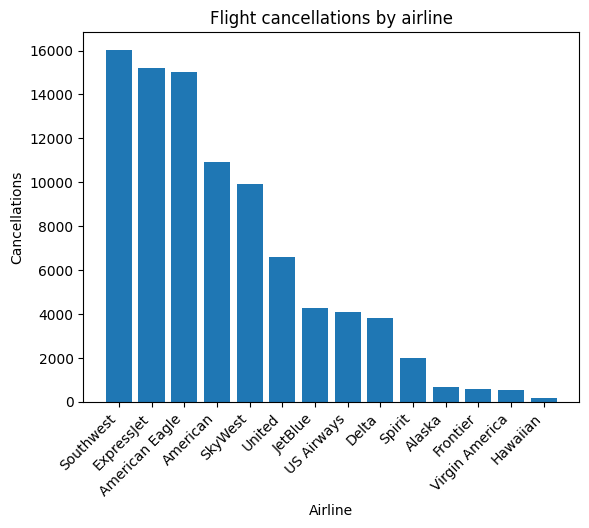 Flight cancellations by airline
Cancellations
16000
14000
12000
10000
8000
6000
4000
2000
0
Southwest
ExpressJet
American Eagle
American
SkyWest
United
JetBlue
US Airways
Delta
Spirit
Alaska
Frontier
Virgin America
Hawaiian
Airline